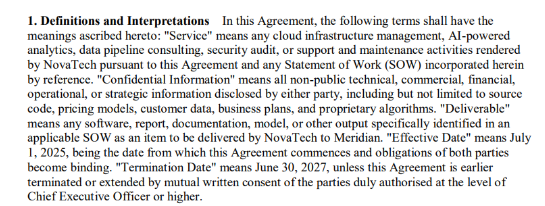 1. Definitions and Interpretations In this Agreement, the following terms shall have the
meanings ascribed hereto: "Service" means any cloud infrastructure management, AI-powered
analytics, data pipeline consulting, security audit, or support and maintenance activities rendered
by NovaTech pursuant to this Agreement and any Statement of Work (SOW) incorporated herein
by reference. "Confidential Information" means all non-public technical, commercial, financial,
operational, or strategic information disclosed by either party, including but not limited to source
code, pricing models, customer data, business plans, and proprietary algorithms. "Deliverable"
means any software, report, documentation, model, or other output specifically identified in an
applicable SOW as an item to be delivered by NovaTech to Meridian. "Effective Date" means July
1, 2025, being the date from which this Agreement commences and obligations of both parties
become binding. "Termination Date" means June 30, 2027, unless this Agreement is earlier
terminated or extended by mutual written consent of the parties duly authorised at the level of
Chief Executive Officer or higher.